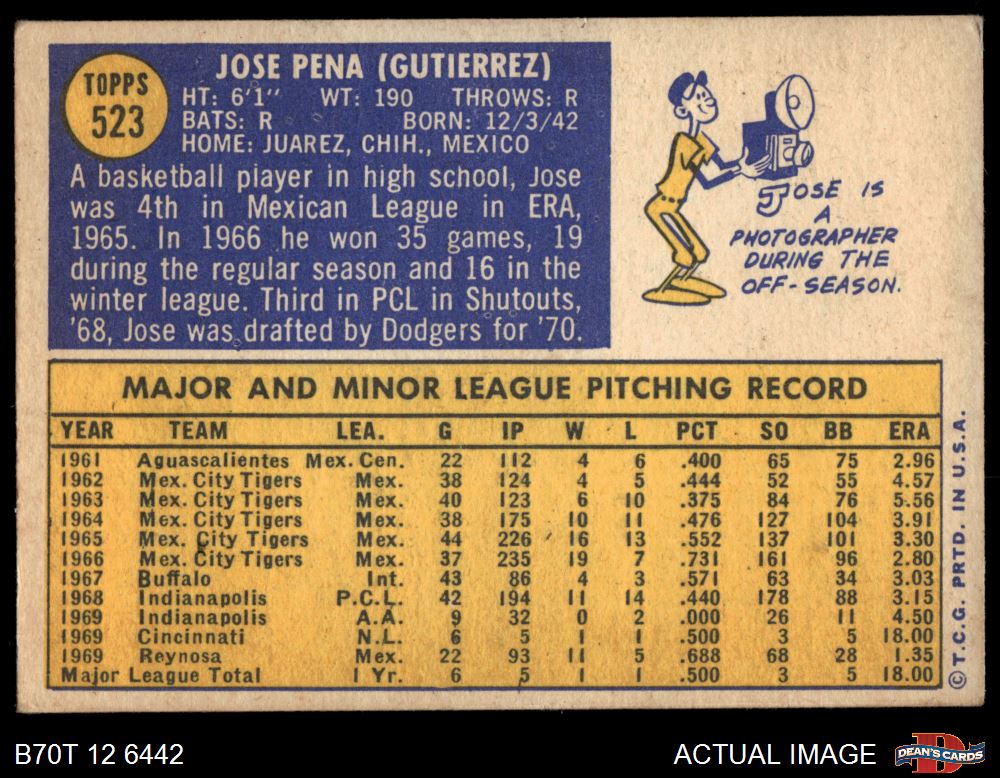 TOPPS
523
JOSE PENA (GUTIERREZ)
HT: 6'1" WT: 190 THROWS: R
BATS: R BORN: 12/3/42
HOME: JUAREZ, CHIH., MEXICO
A basketball player in high school, Jose
was 4th in Mexican League in ERA,
1965. In 1966 he won 35 games, 19
during the regular season and 16 in the
winter league. Third in PCL in Shutouts,
'68, Jose was drafted by Dodgers for '70.
JOSE IS
A
PHOTOGRAPHER
DURING THE
OFF-SEASON.
MAJOR AND MINOR LEAGUE PITCHING RECORD
YEAR TEAM LEA. G IP W L PCT SO BB ERA
1961 Aguascalientes Mex. Cen. 22 112 4 6 .400 65 75 2.96
1962 Mex. City Tigers Mex. 38 124 4 5 .444 52 55 4.57
1963 Mex. City Tigers Mex. 40 123 6 10 .375 84 76 5.56
1964 Mex. City Tigers Mex. 38 175 10 11 .476 127 104 3.91
1965 Mex. City Tigers Mex. 44 226 16 13 .552 137 101 3.30
1966 Mex. City Tigers Mex. 37 235 19 7 .731 161 96 2.80
1967 Buffalo Int. 43 86 4 3 .571 63 34 3.03
1968 Indianapolis P.C.L. 42 194 11 14 .440 178 88 3.15
1969 Indianapolis A.A. 9 32 0 2 .000 26 11 4.50
1969 Cincinnati N.L. 6 5 1 1 .500 3 5 18.00
1969 Reynosa Mex. 22 93 11 5 .688 68 28 1.35
Major League Total 1 Yr. 6 5 1 1 .500 3 5 18.00
© T.C.G. PRTD. IN U.S.A.
B70T 12 6442
ACTUAL IMAGE
DEAN'S CARDS